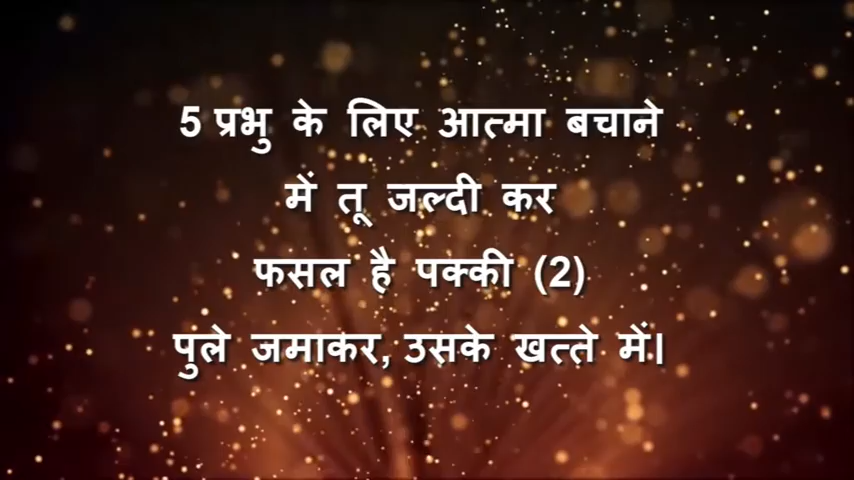 5 प्रभु के लिए आत्मा बचाने
में तू जल्दी कर
फसल है पक्की (2)
पुले जमाकर, उसके खत्ते में।